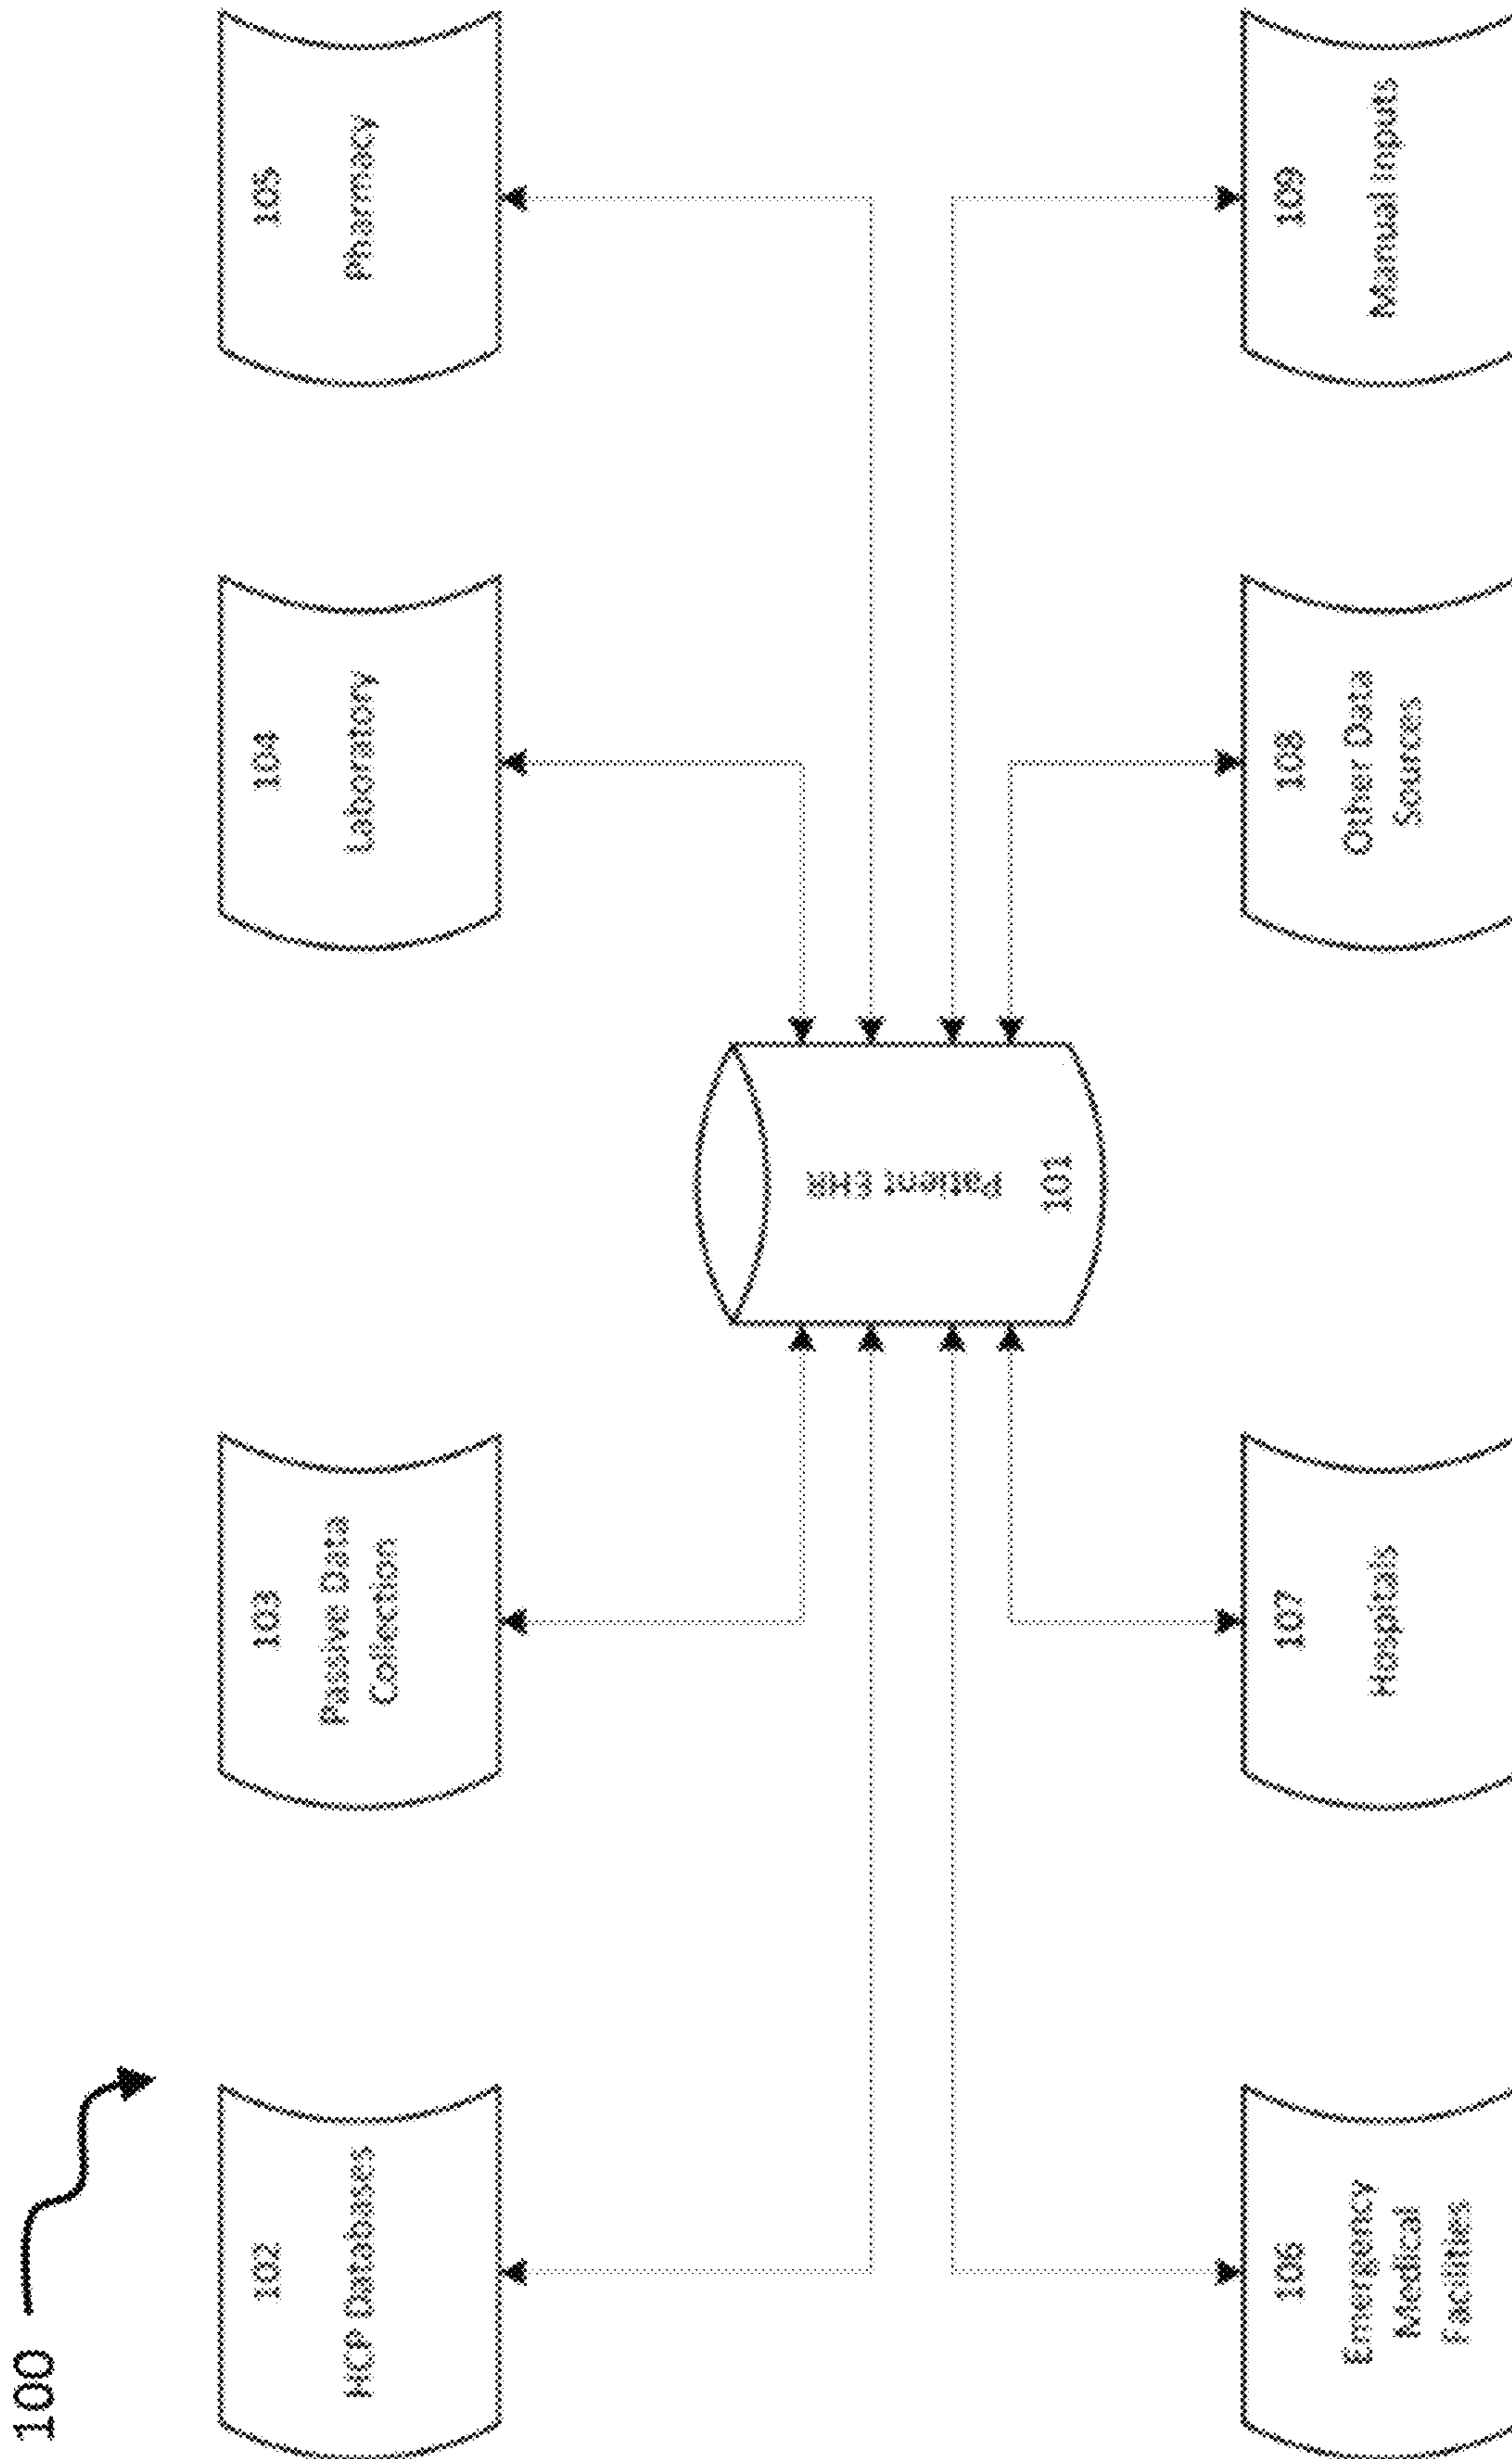 100
102
HCP Databases
103
Passive Data
Collection
104
Laboratory
105
Pharmacy
Patient EHR
101
106
Emergency
Medical
Facilities
107
Hospitals
108
Other Data
Sources
109
Manual Inputs